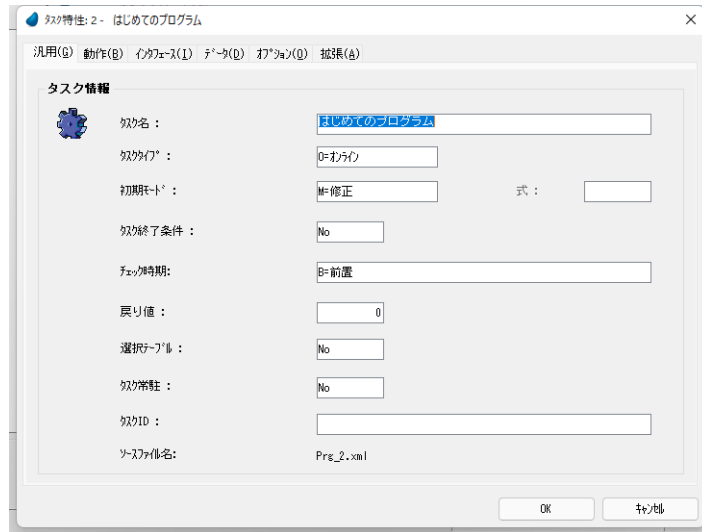 タスク特性: 2 - はじめてのプログラム
汎用(G) 動作(B) インタフェース(I) データ(D) オプション(O) 拡張(A)
タスク情報
タスク名 : はじめてのプログラム
タスクタイプ : O=オンライン
初期モード : M=修正 式 :
タスク終了条件 : No
チェック時期: B=前置
戻り値 : 0
選択テーブル : No
タスク常駐 : No
タスクID :
ソースファイル名: Prg_2.xml
OK キャンセル